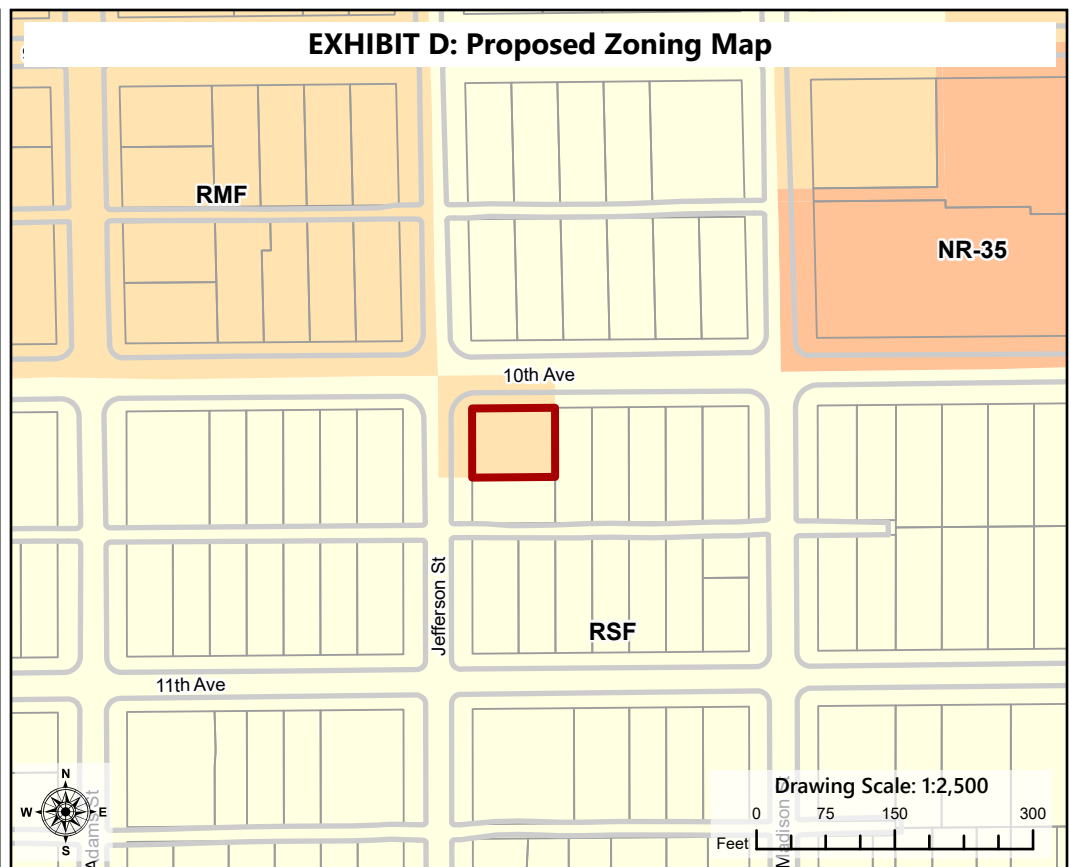 EXHIBIT D: Proposed Zoning Map
RMF
NR-35
10th Ave
Jefferson St
RSF
11th Ave
N
W E
S
Adams St
Drawing Scale: 1:2,500
Madison
0 75 150 300
Feet